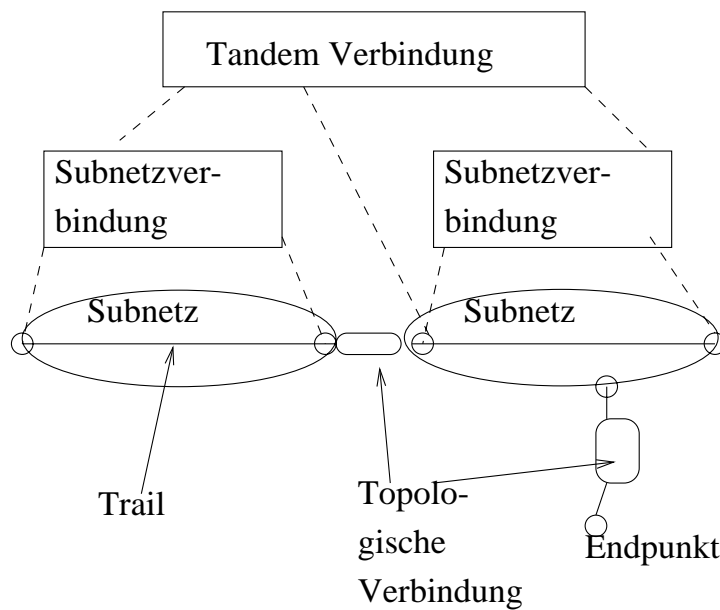 Tandem Verbindung
Subnetzver-
bindung
Subnetzver-
bindung
Subnetz
Subnetz
Trail
Topolo-
gische
Verbindung
Endpunkt